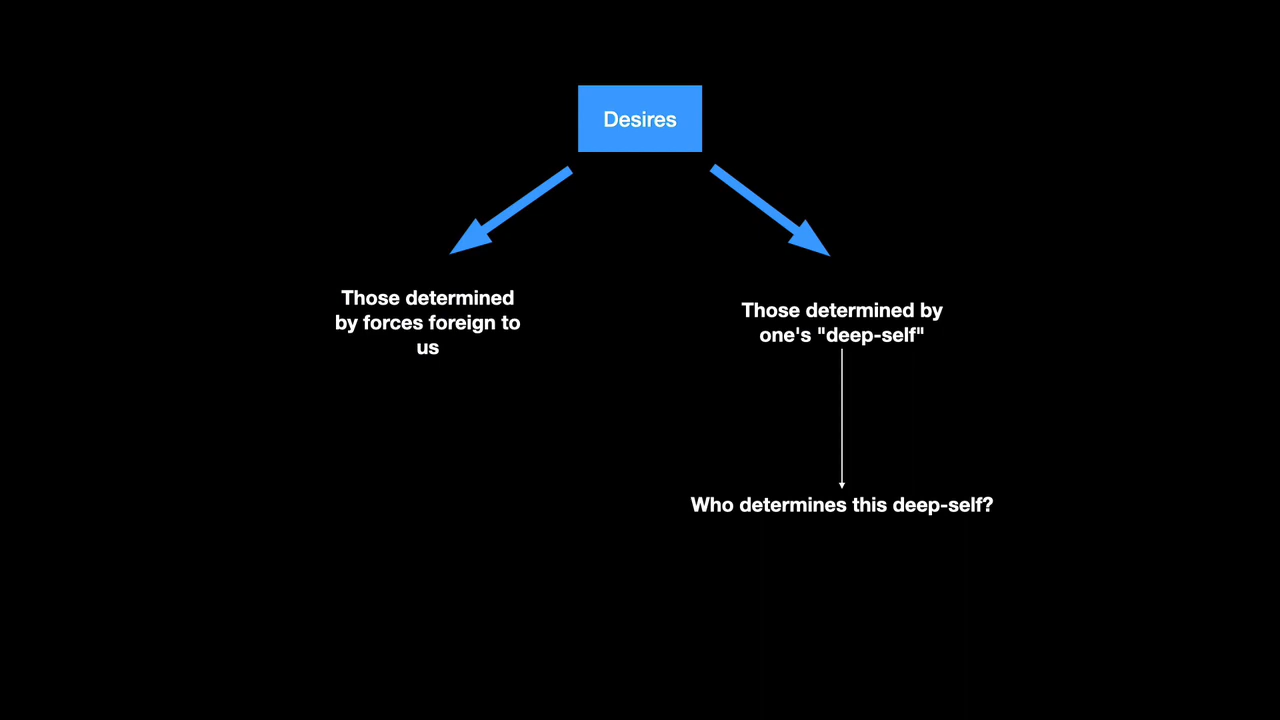 Desires
Those determined
by forces foreign to
us
Those determined by
one's "deep-self"
Who determines this deep-self?